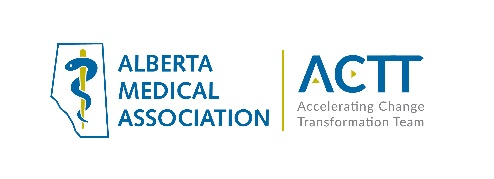 ALBERTA
MEDICAL
ASSOCIATION
ACTT
Accelerating Change
Transformation Team